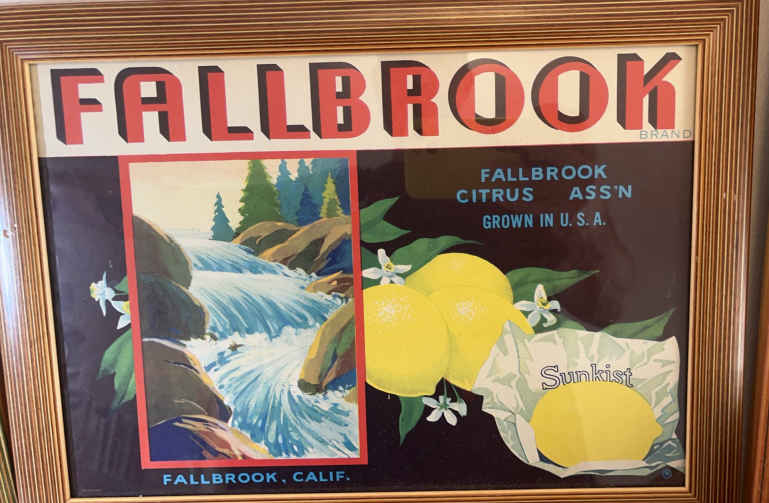 FALLBROOK
BRAND
FALLBROOK
CITRUS ASS'N
GROWN IN U. S. A.
Sunkist
FALLBROOK, CALIF.